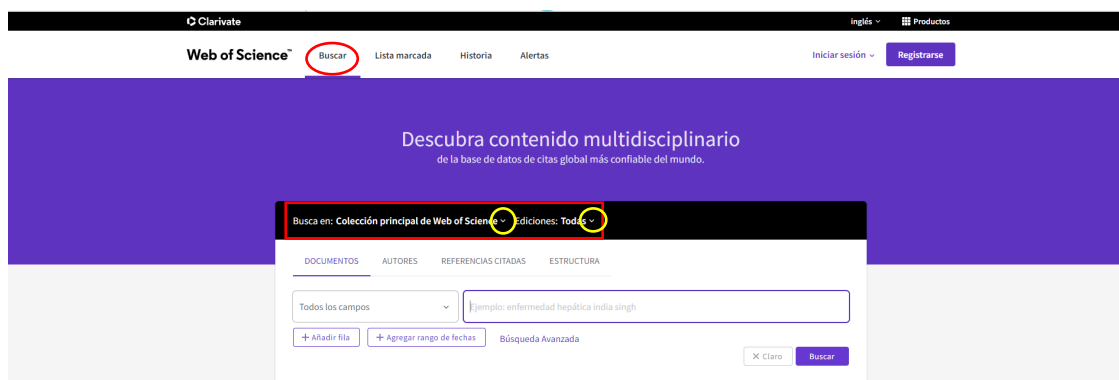 Clarivate
inglés
Productos
Web of Science™
Buscar
Lista marcada
Historia
Alertas
Iniciar sesión
Registrarse
Descubra contenido multidisciplinario
de la base de datos de citas global más confiable del mundo.
Busca en: Colección principal de Web of Science Ediciones: Todas
DOCUMENTOS
AUTORES
REFERENCIAS CITADAS
ESTRUCTURA
Todos los campos
Ejemplo: enfermedad hepática india singh
+ Añadir fila
+ Agregar rango de fechas
Búsqueda Avanzada
× Claro
Buscar